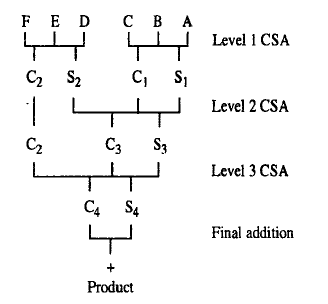 F E D C B A
Level 1 CSA
C2 S2 C1 S1
Level 2 CSA
C2 C3 S3
Level 3 CSA
C4 S4
Final addition
+
Product